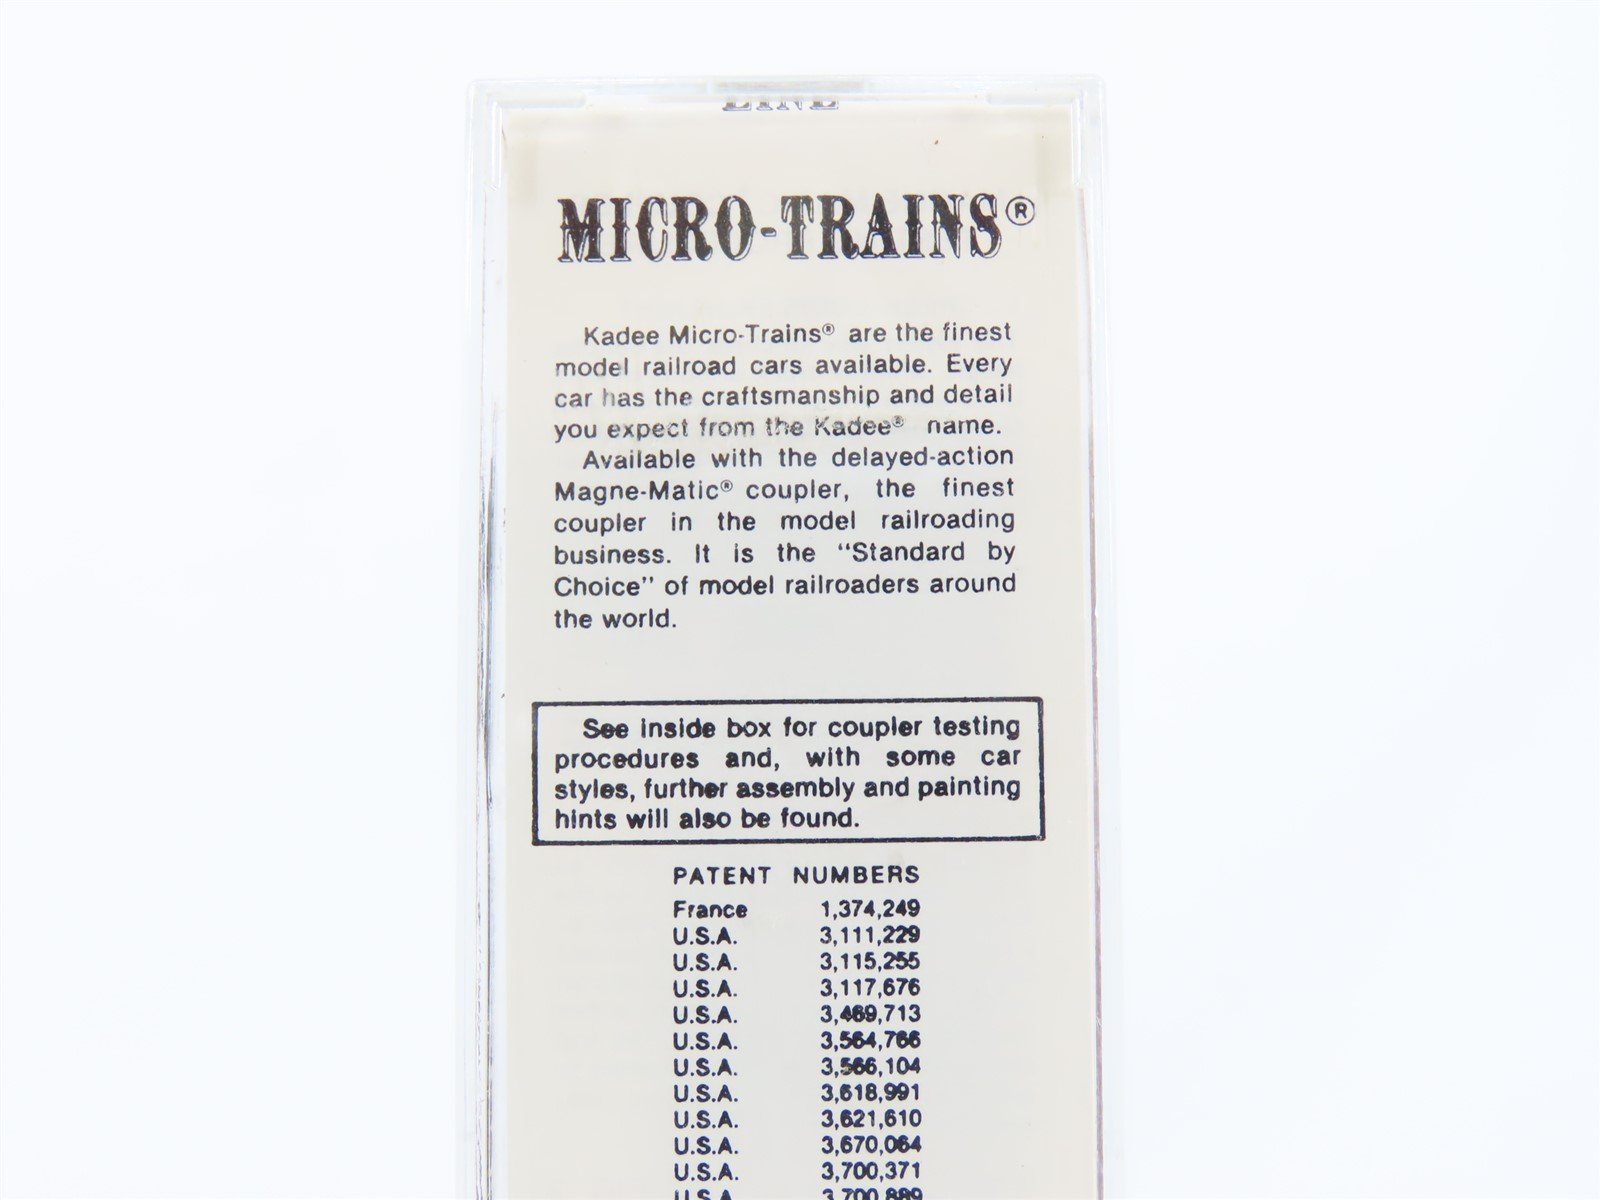 LINE
MICRO-TRAINS®
Kadee Micro-Trains® are the finest
model railroad cars available. Every
car has the craftsmanship and detail
you expect from the Kadee® name.
Available with the delayed-action
Magne-Matic® coupler, the finest
coupler in the model railroading
business. It is the "Standard by
Choice" of model railroaders around
the world.
See inside box for coupler testing
procedures and, with some car
styles, further assembly and painting
hints will also be found.
PATENT NUMBERS
France 1,374,249
U.S.A. 3,111,229
U.S.A. 3,115,255
U.S.A. 3,117,676
U.S.A. 3,469,713
U.S.A. 3,564,766
U.S.A. 3,566,104
U.S.A. 3,618,991
U.S.A. 3,621,610
U.S.A. 3,670,064
U.S.A. 3,700,371
U.S.A. 3,700,889